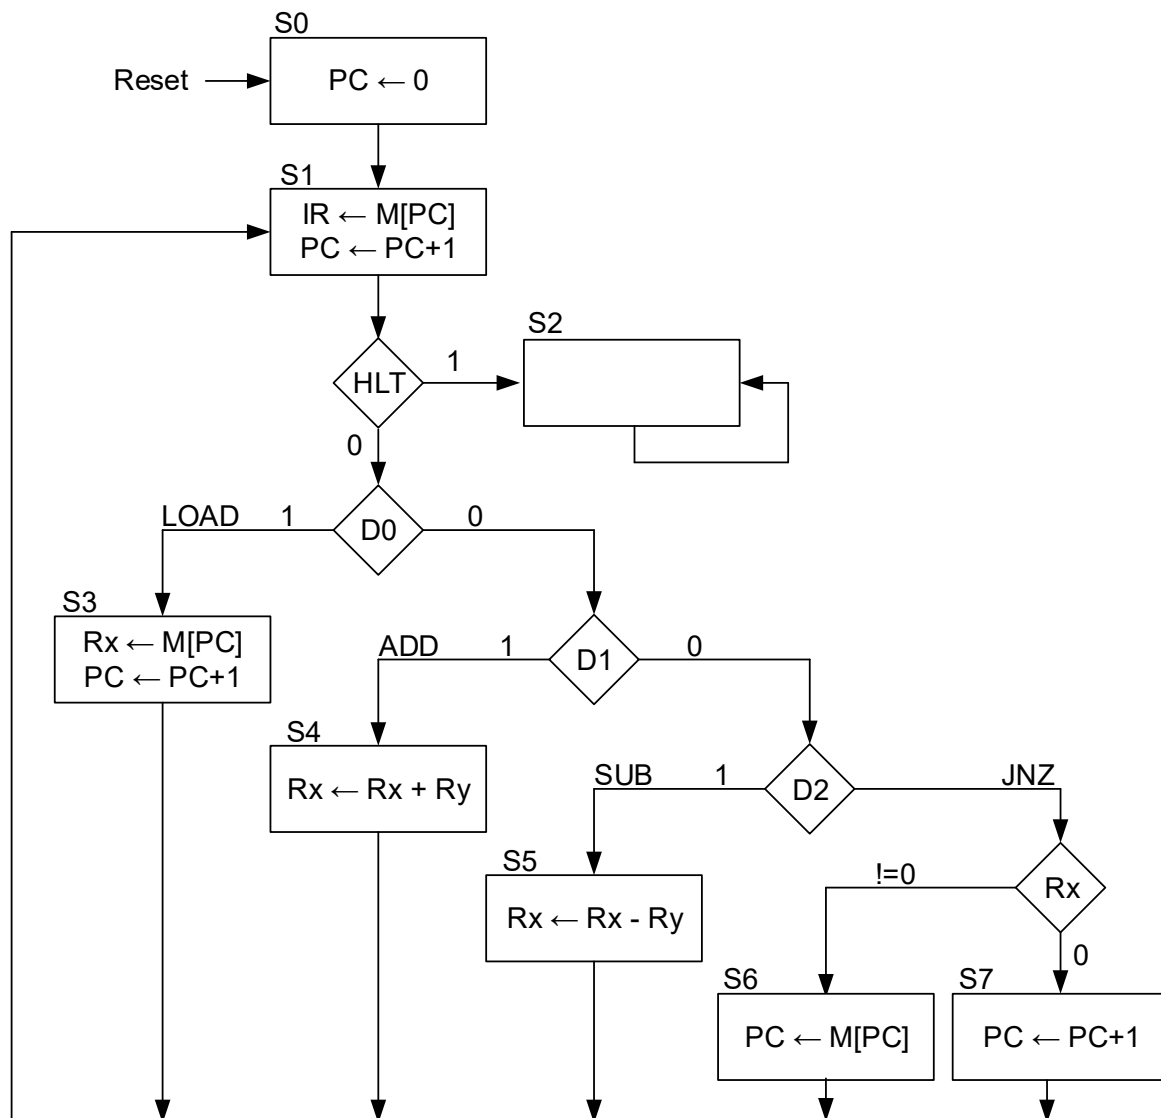 S0
Reset
PC ← 0
S1
IR ← M[PC]
PC ← PC+1
S2
HLT
1
0
LOAD
1
D0
0
S3
Rx ← M[PC]
PC ← PC+1
ADD
1
D1
0
S4
Rx ← Rx + Ry
SUB
1
D2
JNZ
S5
Rx ← Rx - Ry
!=0
Rx
0
S6
PC ← M[PC]
S7
PC ← PC+1